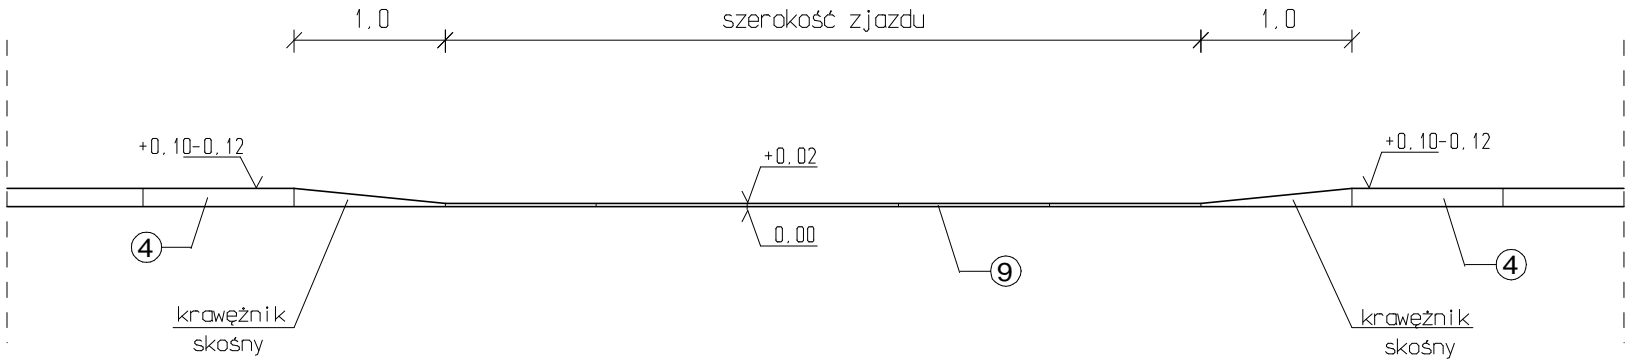 1,0
szerokość zjazdu
1,0
+0,10-0,12
+0,02
+0,10-0,12
0,00
4
9
4
krawężnik
skośny
krawężnik
skośny